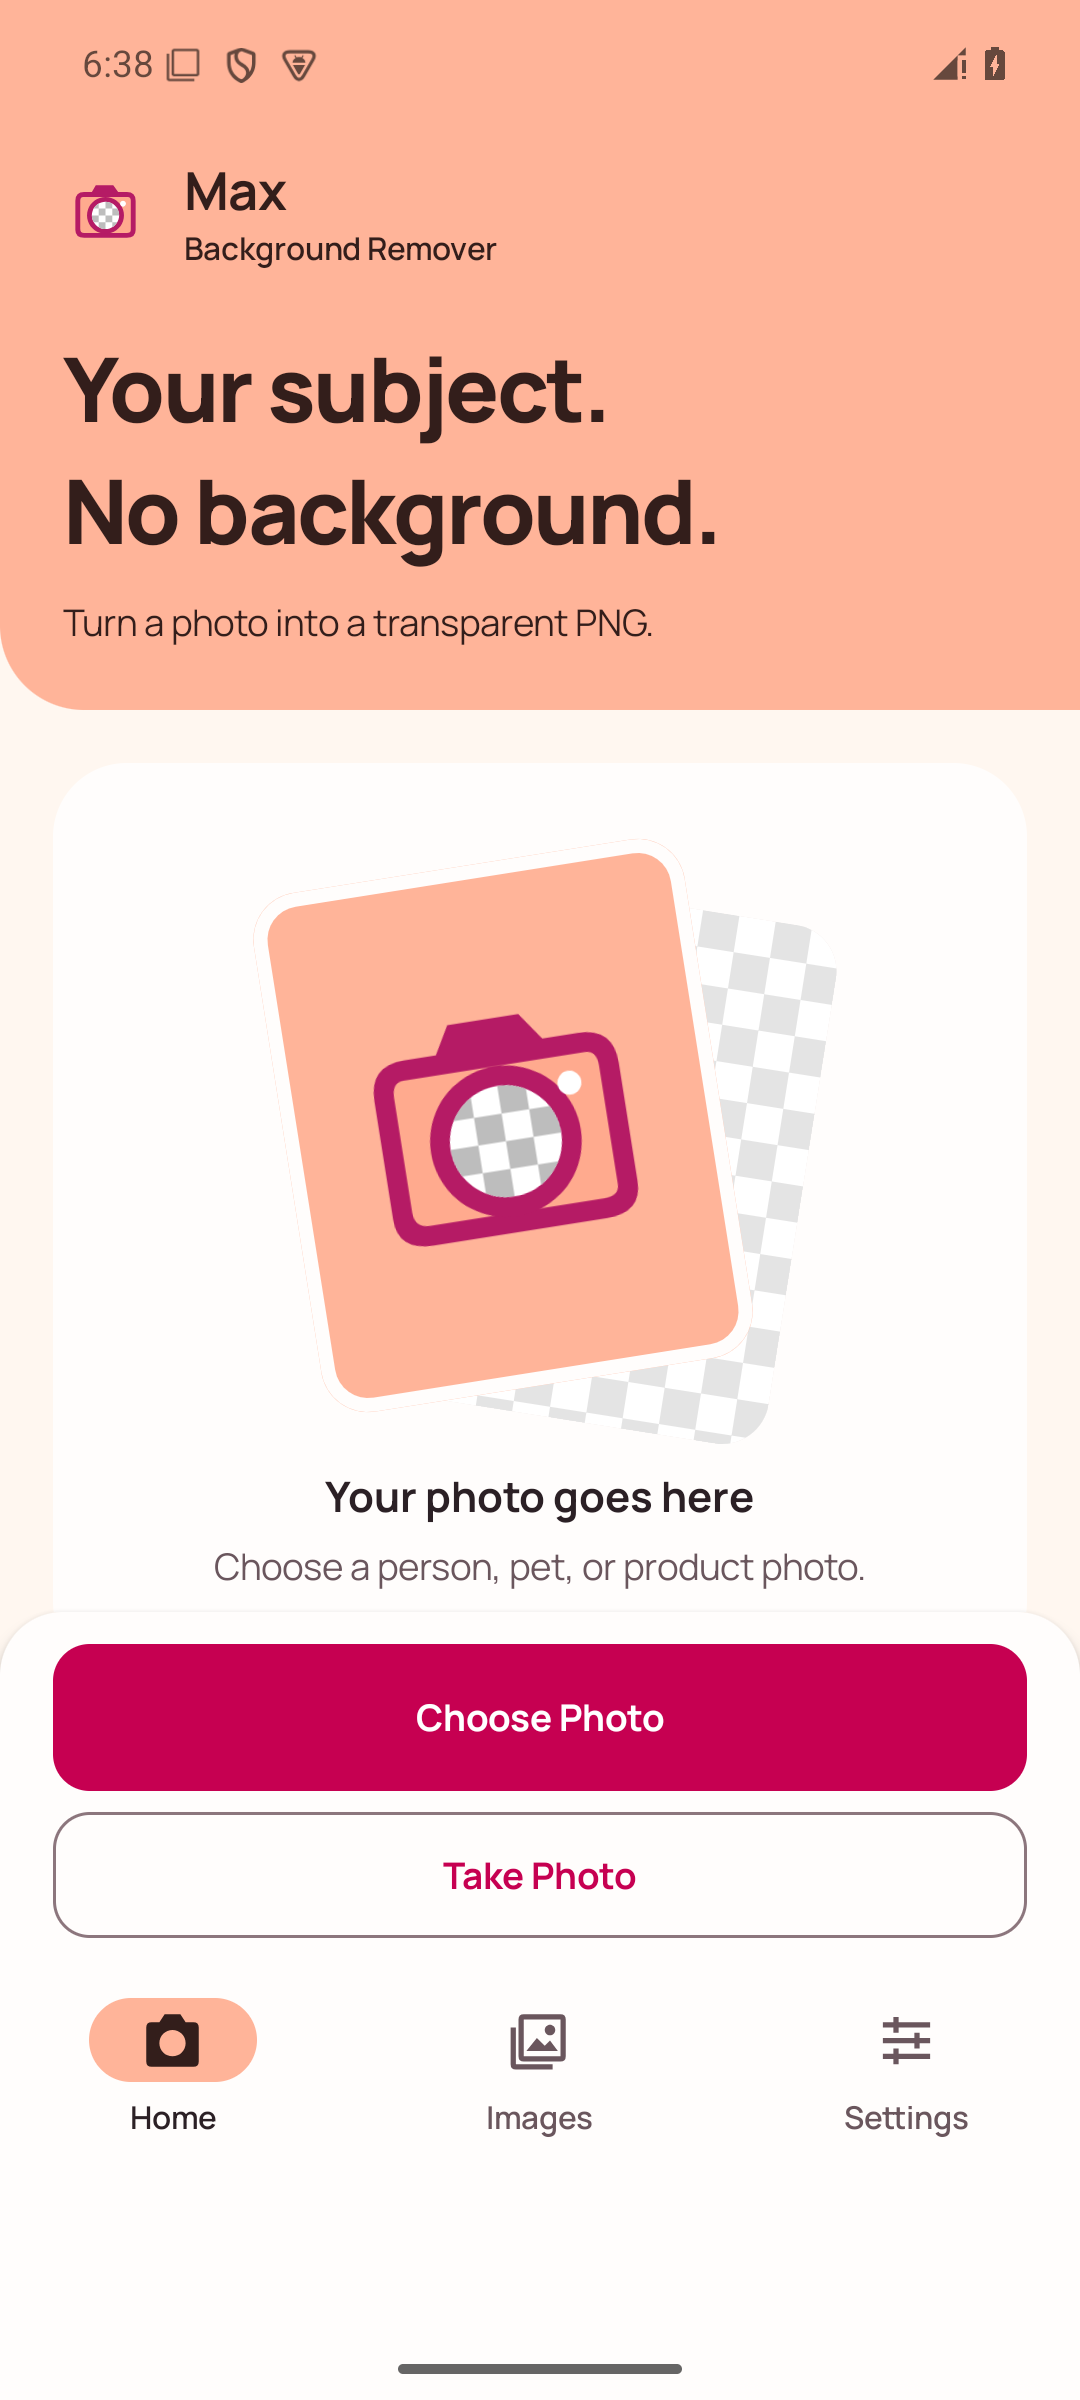 6:38
Max
Background Remover
Your subject.
No background.
Turn a photo into a transparent PNG.
Your photo goes here
Choose a person, pet, or product photo.
Choose Photo
Take Photo
Home
Images
Settings